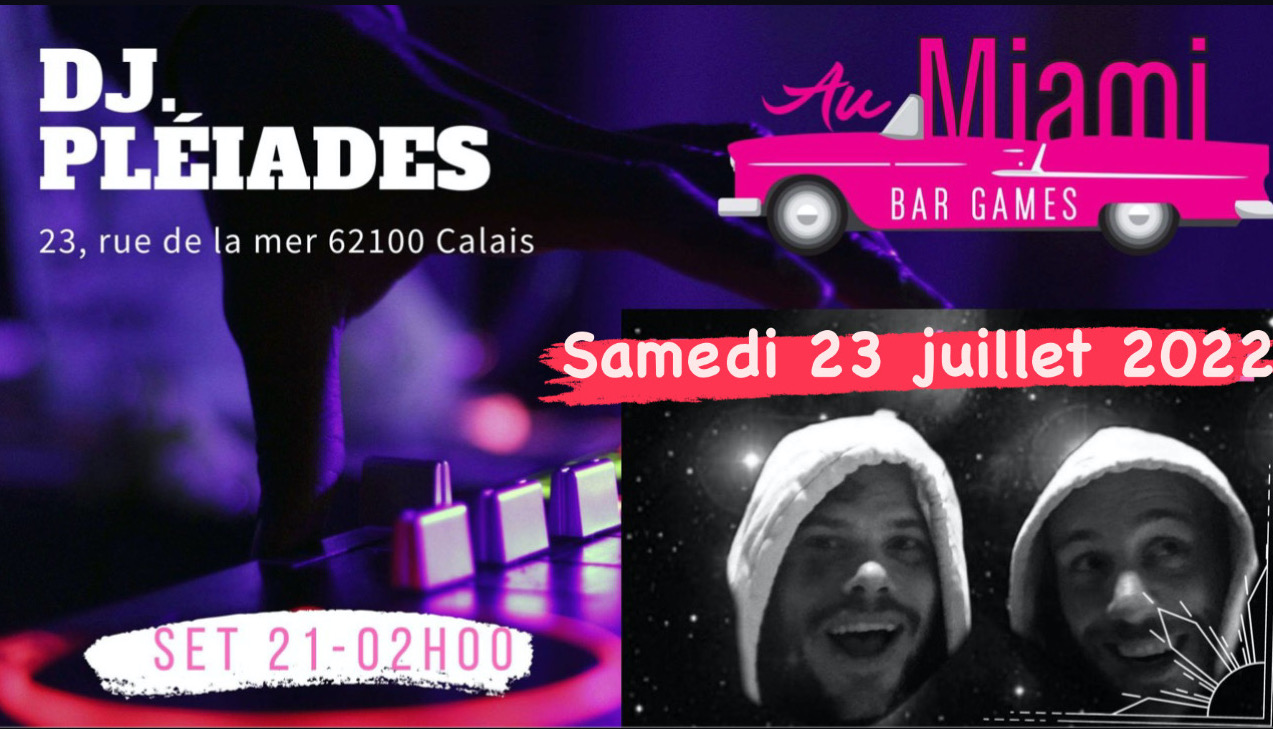 DJ.
PLÉIADES
23, rue de la mer 62100 Calais
Au Miami
BAR GAMES
Samedi 23 juillet 2022
SET 21-02H00